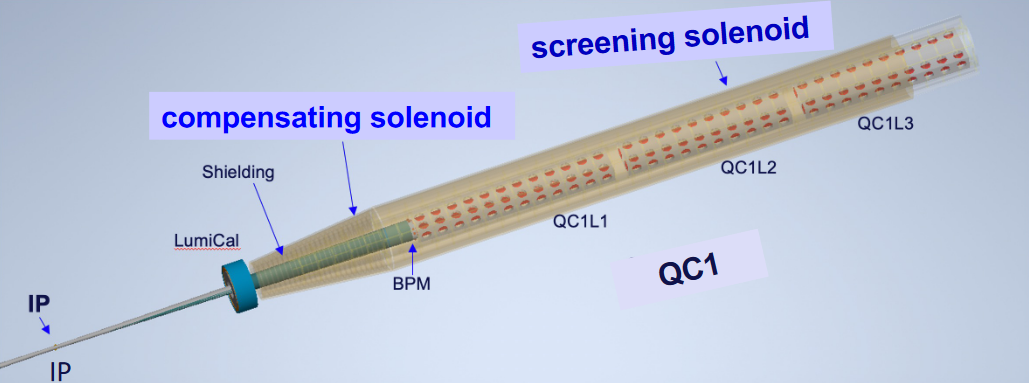 screening solenoid
compensating solenoid
QC1L3
Shielding
QC1L2
QC1L1
LumiCal
BPM
QC1
IP
IP